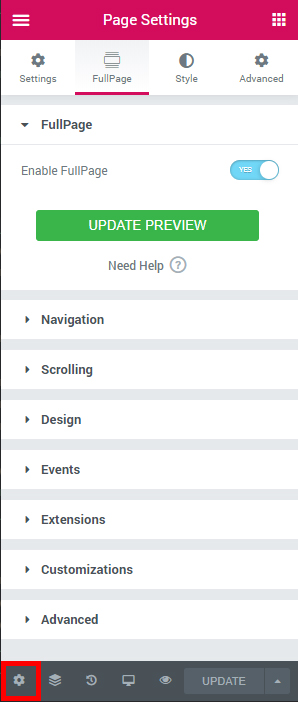 Page Settings
Settings FullPage Style Advanced
FullPage
Enable FullPage YES
UPDATE PREVIEW
Need Help ?
Navigation
Scrolling
Design
Events
Extensions
Customizations
Advanced
UPDATE